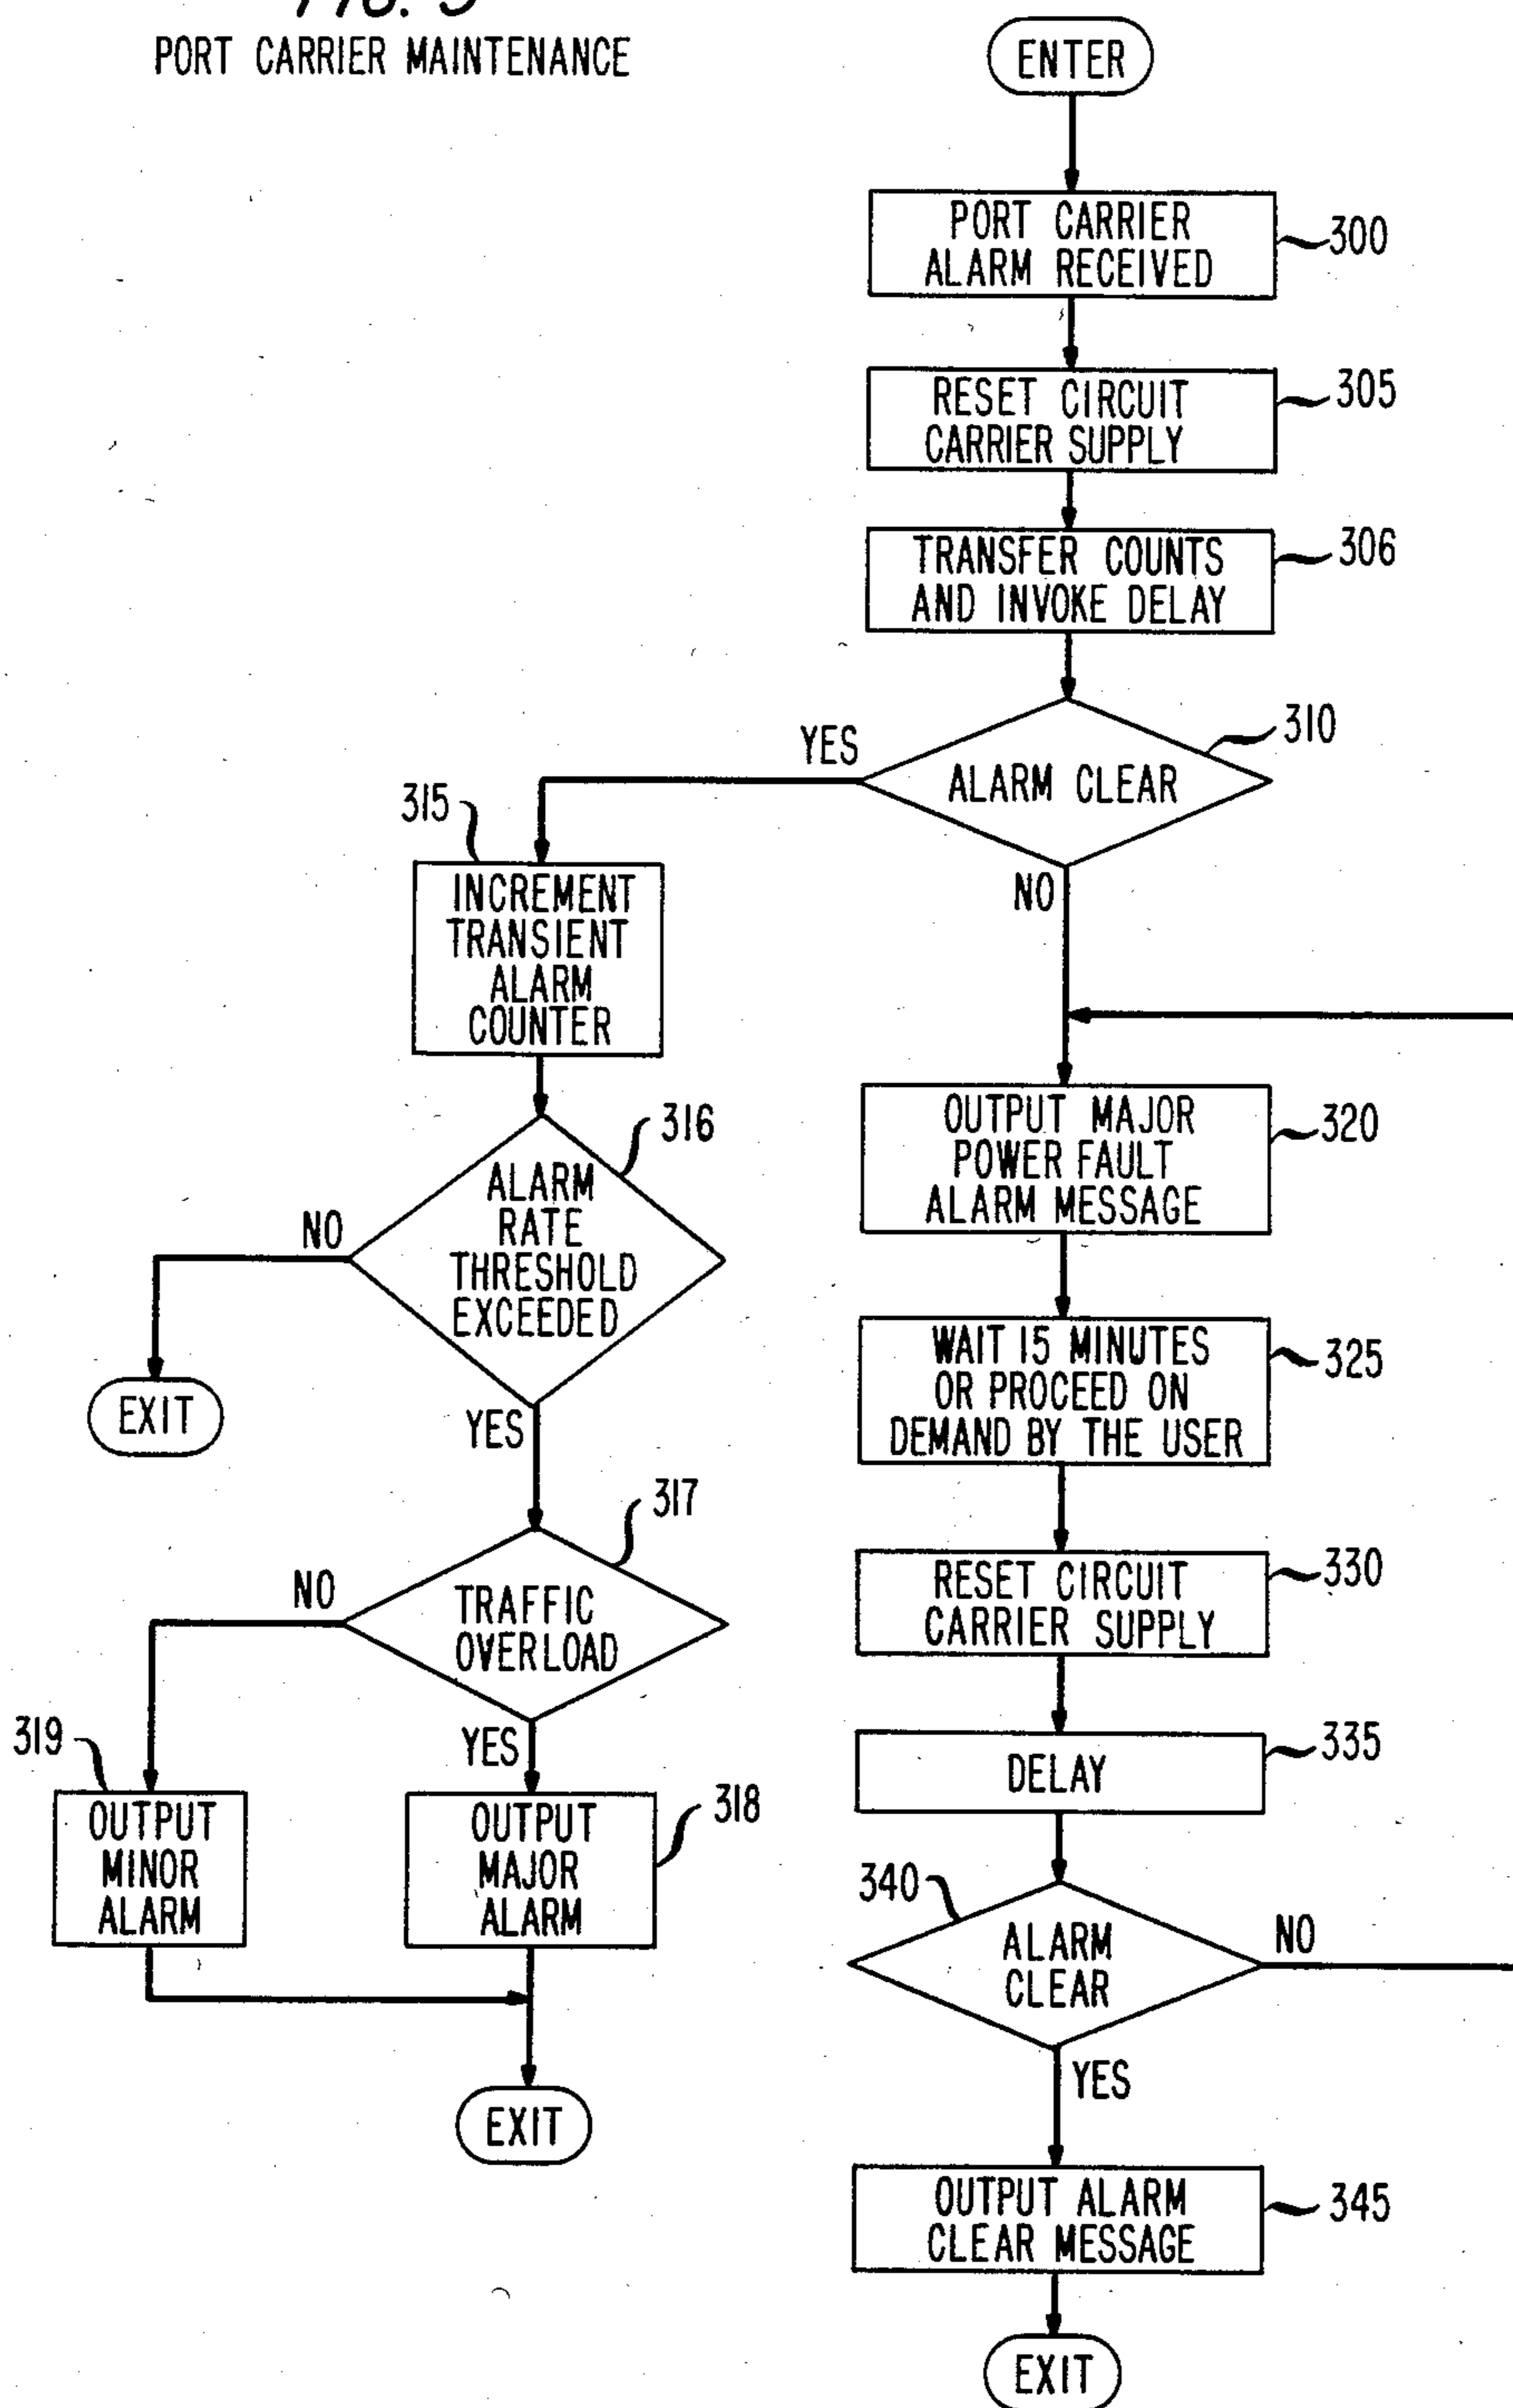 PORT CARRIER MAINTENANCE
ENTER
PORT CARRIER
ALARM RECEIVED
300
RESET CIRCUIT
CARRIER SUPPLY
305
TRANSFER COUNTS
AND INVOKE DELAY
306
ALARM CLEAR
310
YES
NO
315
INCREMENT
TRANSIENT
ALARM
COUNTER
316
ALARM
RATE
THRESHOLD
EXCEEDED
NO
EXIT
YES
317
TRAFFIC
OVERLOAD
NO
YES
319
OUTPUT
MINOR
ALARM
318
OUTPUT
MAJOR
ALARM
EXIT
OUTPUT MAJOR
POWER FAULT
ALARM MESSAGE
320
WAIT 15 MINUTES
OR PROCEED ON
DEMAND BY THE USER
325
RESET CIRCUIT
CARRIER SUPPLY
330
DELAY
335
340
ALARM
CLEAR
NO
YES
OUTPUT ALARM
CLEAR MESSAGE
345
EXIT